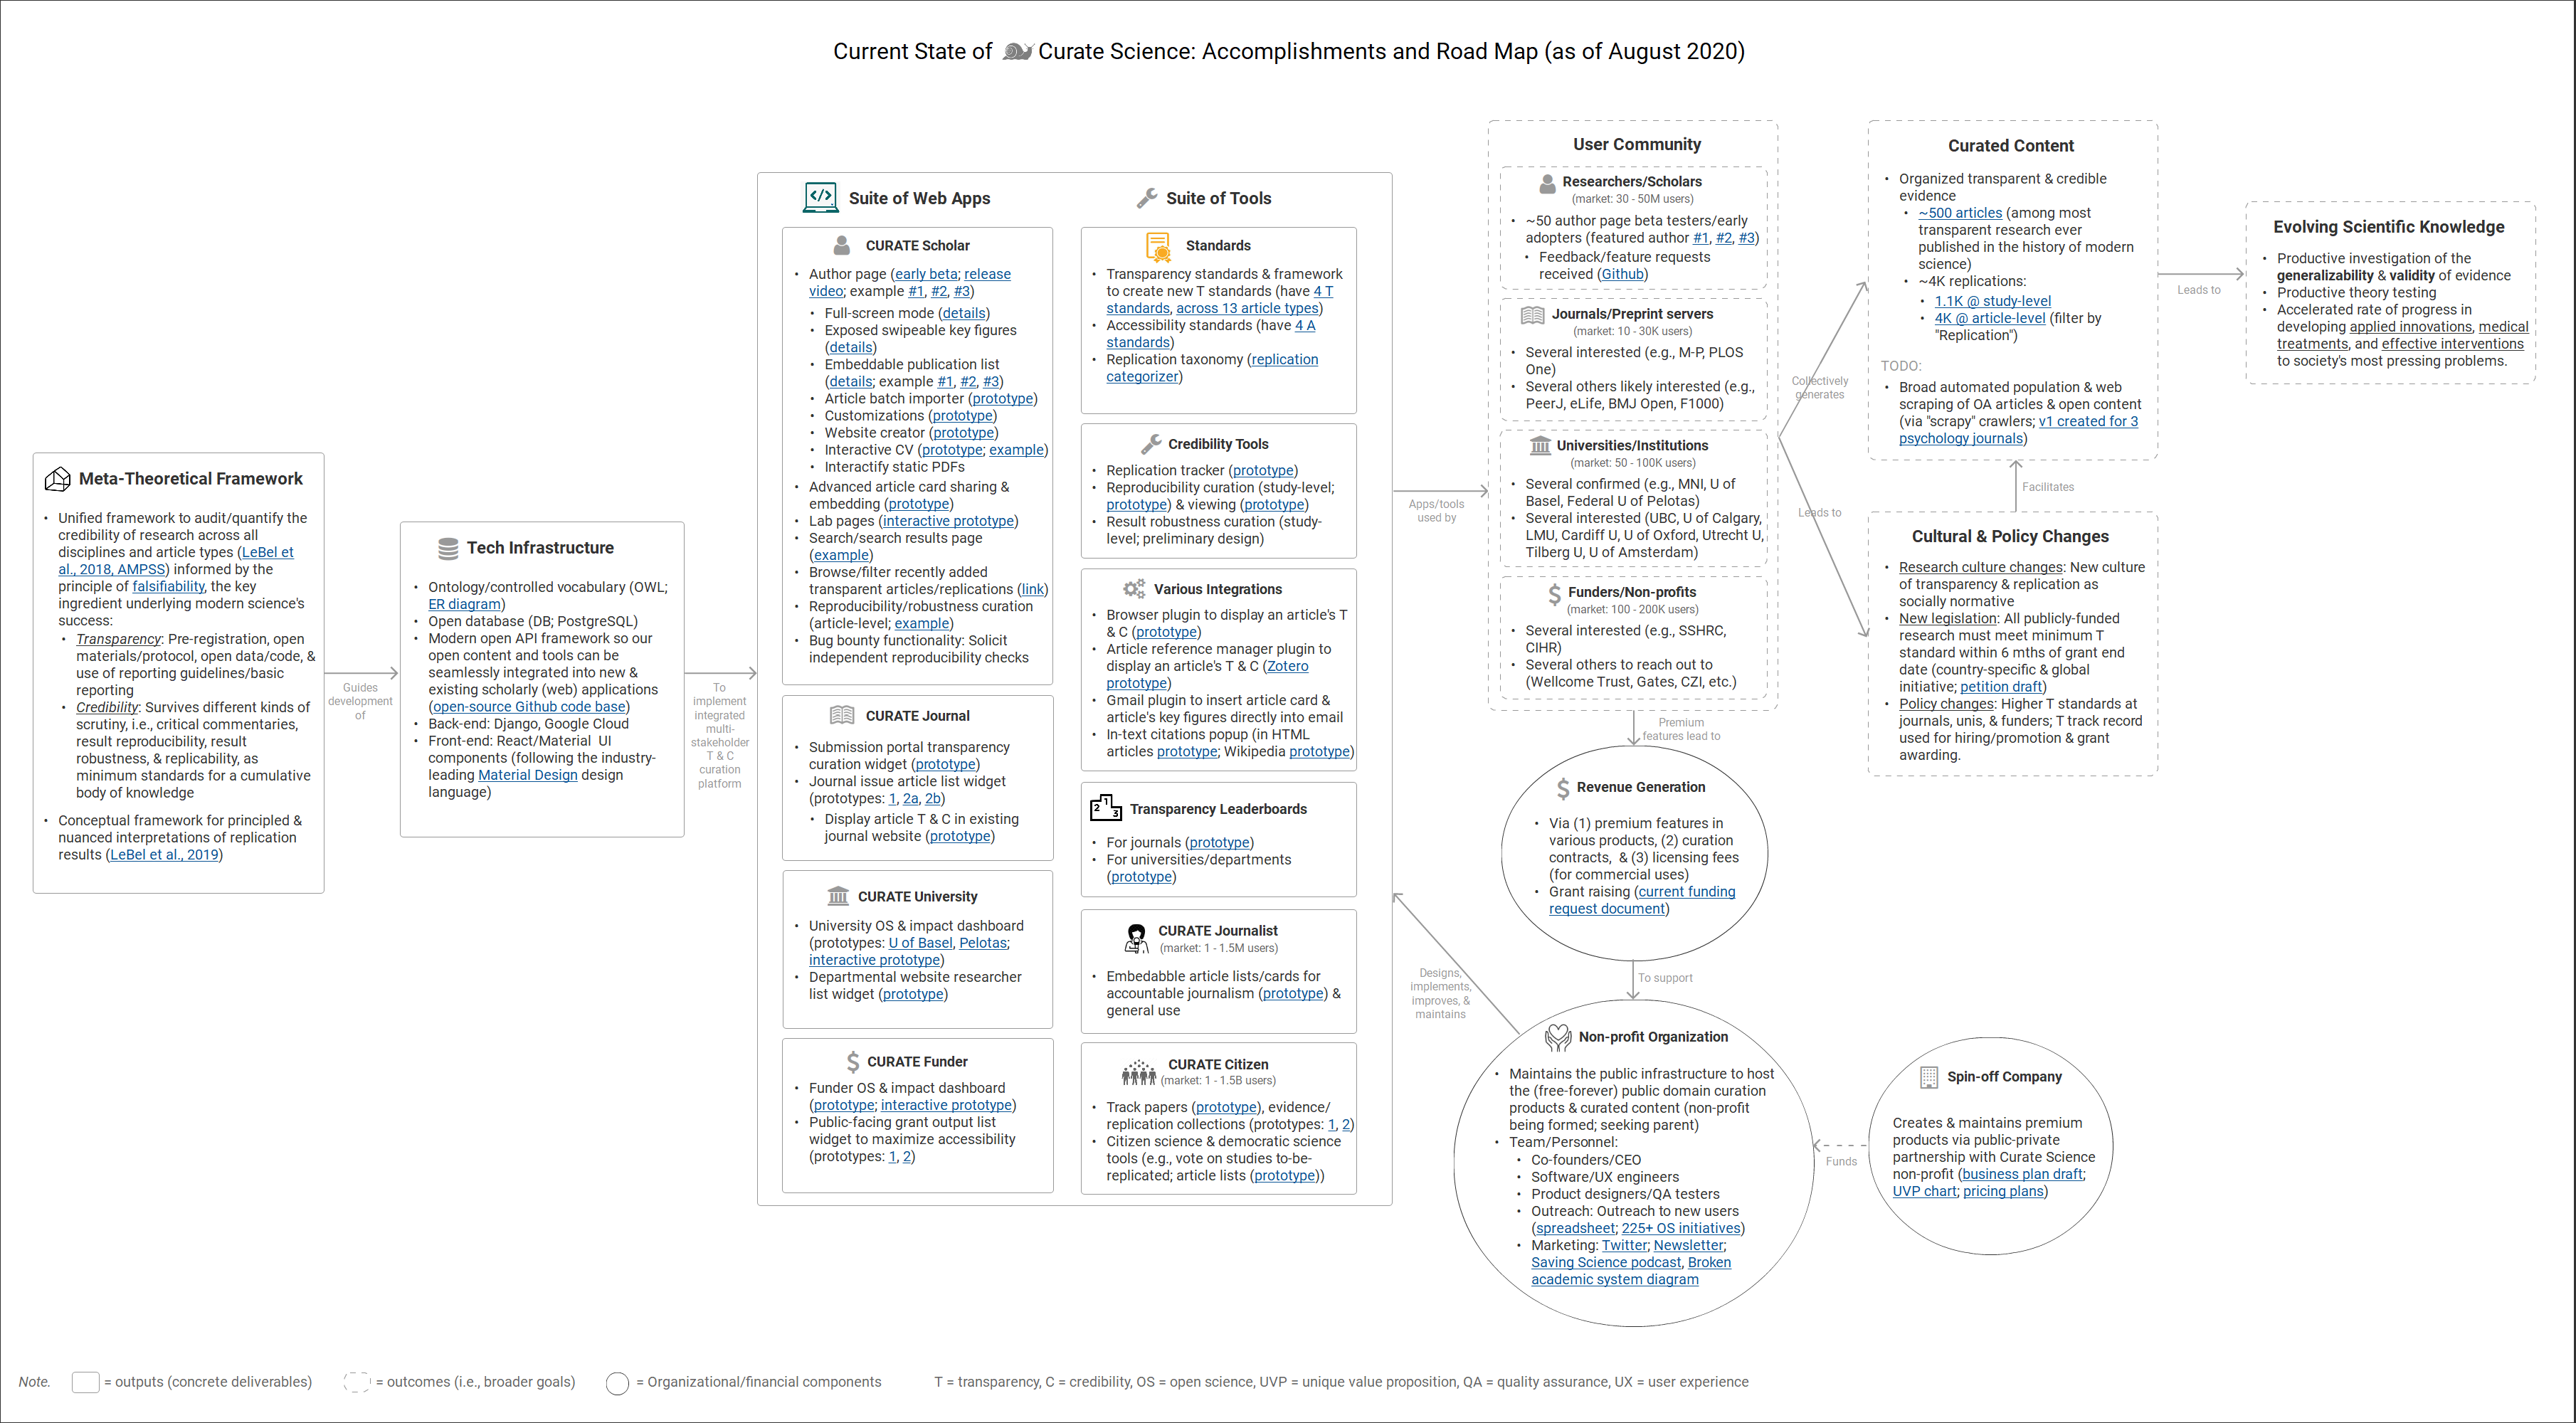 Current State of Curate Science: Accomplishments and Road Map (as of August 2020)
Meta-Theoretical Framework
• Unified framework to audit/quantify the
credibility of research across all
disciplines and article types (LeBel et
al., 2018, AMPSS) informed by the
principle of falsifiability, the key
ingredient underlying modern science's
success:
• Transparency: Pre-registration, open
materials/protocol, open data/code, &
use of reporting guidelines/basic
reporting
• Credibility: Survives different kinds of
scrutiny, i.e., critical commentaries,
result reproducibility, result
robustness, & replicability, as
minimum standards for a cumulative
body of knowledge
• Conceptual framework for principled &
nuanced interpretations of replication
results (LeBel et al., 2019)
Guides
development
of
Tech Infrastructure
• Ontology/controlled vocabulary (OWL;
ER diagram)
• Open database (DB; PostgreSQL)
• Modern open API framework so our
open content and tools can be
seamlessly integrated into new &
existing scholarly (web) applications
(open-source Github code base)
• Back-end: Django, Google Cloud
• Front-end: React/Material UI
components (following the industry-
leading Material Design design
language)
To
implement
integrated
multi-
stakeholder
T & C
curation
platform
Suite of Web Apps
CURATE Scholar
• Author page (early beta; release
video; example #1, #2, #3)
• Full-screen mode (details)
• Exposed swipeable key figures
(details)
• Embeddable publication list
(details; example #1, #2, #3)
• Article batch importer (prototype)
• Customizations (prototype)
• Website creator (prototype)
• Interactive CV (prototype; example)
• Interactify static PDFs
• Advanced article card sharing &
embedding (prototype)
• Lab pages (interactive prototype)
• Search/search results page
(example)
• Browse/filter recently added
transparent articles/replications (link)
• Reproducibility/robustness curation
(article-level; example)
• Bug bounty functionality: Solicit
independent reproducibility checks
CURATE Journal
• Submission portal transparency
curation widget (prototype)
• Journal issue article list widget
(prototypes: 1, 2a, 2b)
• Display article T & C in existing
journal website (prototype)
CURATE University
• University OS & impact dashboard
(prototypes: U of Basel, Pelotas;
interactive prototype)
• Departmental website researcher
list widget (prototype)
CURATE Funder
• Funder OS & impact dashboard
(prototype; interactive prototype)
• Public-facing grant output list
widget to maximize accessibility
(prototypes: 1, 2)
Suite of Tools
Standards
• Transparency standards & framework
to create new T standards (have 4 T
standards, across 13 article types)
• Accessibility standards (have 4 A
standards)
• Replication taxonomy (replication
categorizer)
Credibility Tools
• Replication tracker (prototype)
• Reproducibility curation (study-level;
prototype) & viewing (prototype)
• Result robustness curation (study-
level; preliminary design)
Various Integrations
• Browser plugin to display an article's T
& C (prototype)
• Article reference manager plugin to
display an article's T & C (Zotero
prototype)
• Gmail plugin to insert article card &
article's key figures directly into email
• In-text citations popup (in HTML
articles prototype; Wikipedia prototype)
2 1 3
Transparency Leaderboards
• For journals (prototype)
• For universities/departments
(prototype)
CURATE Journalist
(market: 1 - 1.5M users)
• Embedabble article lists/cards for
accountable journalism (prototype) &
general use
CURATE Citizen
(market: 1 - 1.5B users)
• Track papers (prototype), evidence/
replication collections (prototypes: 1, 2)
• Citizen science & democratic science
tools (e.g., vote on studies to-be-
replicated; article lists (prototype))
Apps/tools
used by
User Community
Researchers/Scholars
(market: 30 - 50M users)
• ~50 author page beta testers/early
adopters (featured author #1, #2, #3)
• Feedback/feature requests
received (Github)
Journals/Preprint servers
(market: 10 - 30K users)
• Several interested (e.g., M-P, PLOS
One)
• Several others likely interested (e.g.,
PeerJ, eLife, BMJ Open, F1000)
Universities/Institutions
(market: 50 - 100K users)
• Several confirmed (e.g., MNI, U of
Basel, Federal U of Pelotas)
• Several interested (UBC, U of Calgary,
LMU, Cardiff U, U of Oxford, Utrecht U,
Tilberg U, U of Amsterdam)
Funders/Non-profits
(market: 100 - 200K users)
• Several interested (e.g., SSHRC,
CIHR)
• Several others to reach out to
(Wellcome Trust, Gates, CZI, etc.)
Premium
features lead to
Revenue Generation
• Via (1) premium features in
various products, (2) curation
contracts, & (3) licensing fees
(for commercial uses)
• Grant raising (current funding
request document)
To support
Designs,
implements,
improves, &
maintains
Non-profit Organization
• Maintains the public infrastructure to host
the (free-forever) public domain curation
products & curated content (non-profit
being formed; seeking parent)
• Team/Personnel:
• Co-founders/CEO
• Software/UX engineers
• Product designers/QA testers
• Outreach: Outreach to new users
(spreadsheet; 225+ OS initiatives)
• Marketing: Twitter; Newsletter;
Saving Science podcast, Broken
academic system diagram
Funds
Spin-off Company
Creates & maintains premium
products via public-private
partnership with Curate Science
non-profit (business plan draft;
UVP chart; pricing plans)
Collectively
generates
Leads to
Curated Content
• Organized transparent & credible
evidence
• ~500 articles (among most
transparent research ever
published in the history of modern
science)
• ~4K replications:
• 1.1K @ study-level
• 4K @ article-level (filter by
"Replication")
TODO:
• Broad automated population & web
scraping of OA articles & open content
(via "scrapy" crawlers; v1 created for 3
psychology journals)
Facilitates
Cultural & Policy Changes
• Research culture changes: New culture
of transparency & replication as
socially normative
• New legislation: All publicly-funded
research must meet minimum T
standard within 6 mths of grant end
date (country-specific & global
initiative; petition draft)
• Policy changes: Higher T standards at
journals, unis, & funders; T track record
used for hiring/promotion & grant
awarding.
Leads to
Evolving Scientific Knowledge
• Productive investigation of the
generalizability & validity of evidence
• Productive theory testing
• Accelerated rate of progress in
developing applied innovations, medical
treatments, and effective interventions
to society's most pressing problems.
Note. = outputs (concrete deliverables) = outcomes (i.e., broader goals) = Organizational/financial components T = transparency, C = credibility, OS = open science, UVP = unique value proposition, QA = quality assurance, UX = user experience